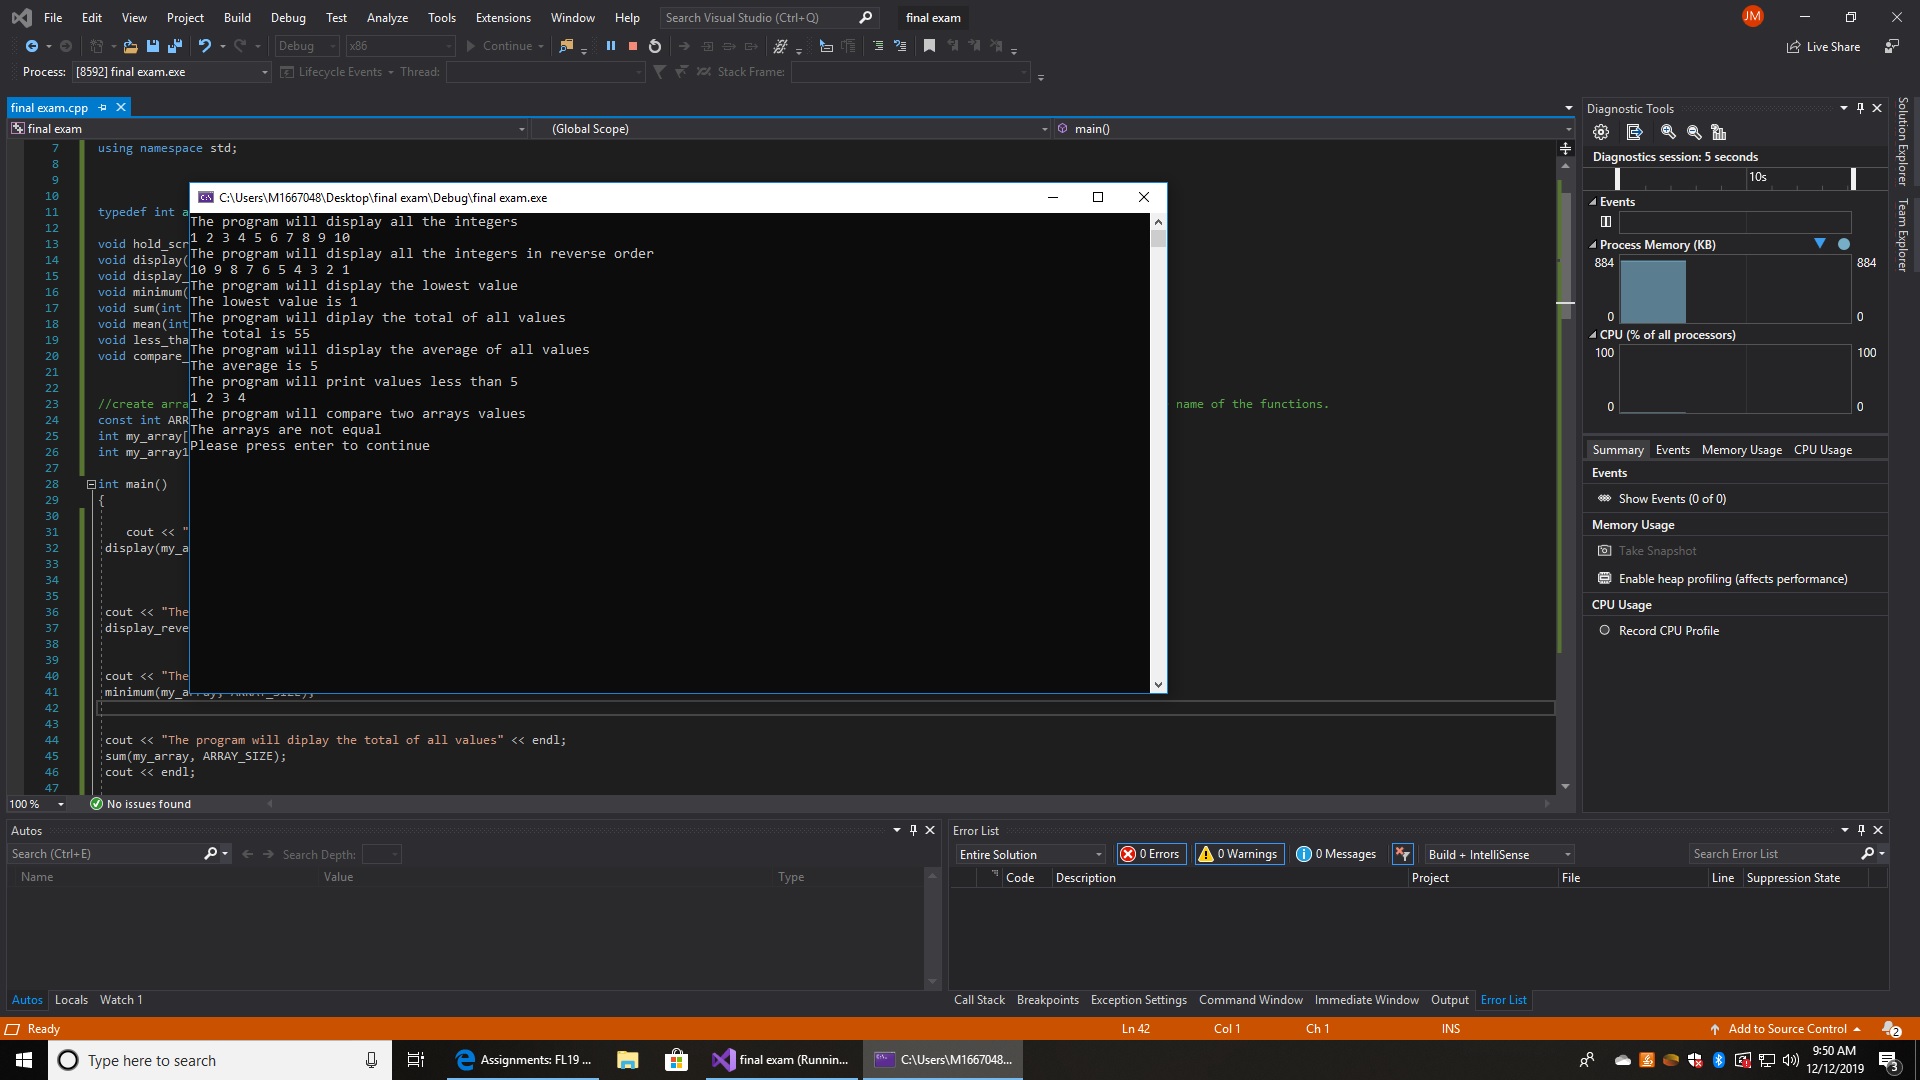 File Edit View Project Build Debug Test Analyze Tools Extensions Window Help Search Visual Studio (Ctrl+Q) final exam JM
Debug x86 Continue Live Share
Process: [8592] final exam.exe Lifecycle Events Thread: Stack Frame:
final exam.cpp
final exam (Global Scope) main()
7 using namespace std;
8
9
10
11 typedef int a
12
13 void hold_scr
14 void display(
15 void display_
16 void minimum(
17 void sum(int
18 void mean(int
19 void less_tha
20 void compare_
21
22
23 //create arra name of the functions.
24 const int ARR
25 int my_array[
26 int my_array1
27
28 int main()
29 {
30
31 cout << "
32 display(my_a
33
34
35
36 cout << "The
37 display_reve
38
39
40 cout << "The
41 minimum(my_array, ARRAY_SIZE);
42
43
44 cout << "The program will diplay the total of all values" << endl;
45 sum(my_array, ARRAY_SIZE);
46 cout << endl;
47
100 % No issues found
C:\Users\M1667048\Desktop\final exam\Debug\final exam.exe
The program will display all the integers
1 2 3 4 5 6 7 8 9 10
The program will display all the integers in reverse order
10 9 8 7 6 5 4 3 2 1
The program will display the lowest value
The lowest value is 1
The program will diplay the total of all values
The total is 55
The program will display the average of all values
The average is 5
The program will print values less than 5
1 2 3 4
The program will compare two arrays values
The arrays are not equal
Please press enter to continue
Diagnostic Tools
Diagnostics session: 5 seconds
10s
Events
Process Memory (KB)
884 884
0 0
CPU (% of all processors)
100 100
0 0
Summary Events Memory Usage CPU Usage
Events
Show Events (0 of 0)
Memory Usage
Take Snapshot
Enable heap profiling (affects performance)
CPU Usage
Record CPU Profile
Solution Explorer
Team Explorer
Autos
Search (Ctrl+E) Search Depth:
Name Value Type
Autos Locals Watch 1
Error List
Entire Solution 0 Errors 0 Warnings 0 Messages Build + IntelliSense Search Error List
Code Description Project File Line Suppression State
Call Stack Breakpoints Exception Settings Command Window Immediate Window Output Error List
Ready Ln 42 Col 1 Ch 1 INS Add to Source Control 2
Type here to search Assignments: FL19 ... final exam (Runnin... C:\Users\M1667048... 9:50 AM
12/12/2019 3